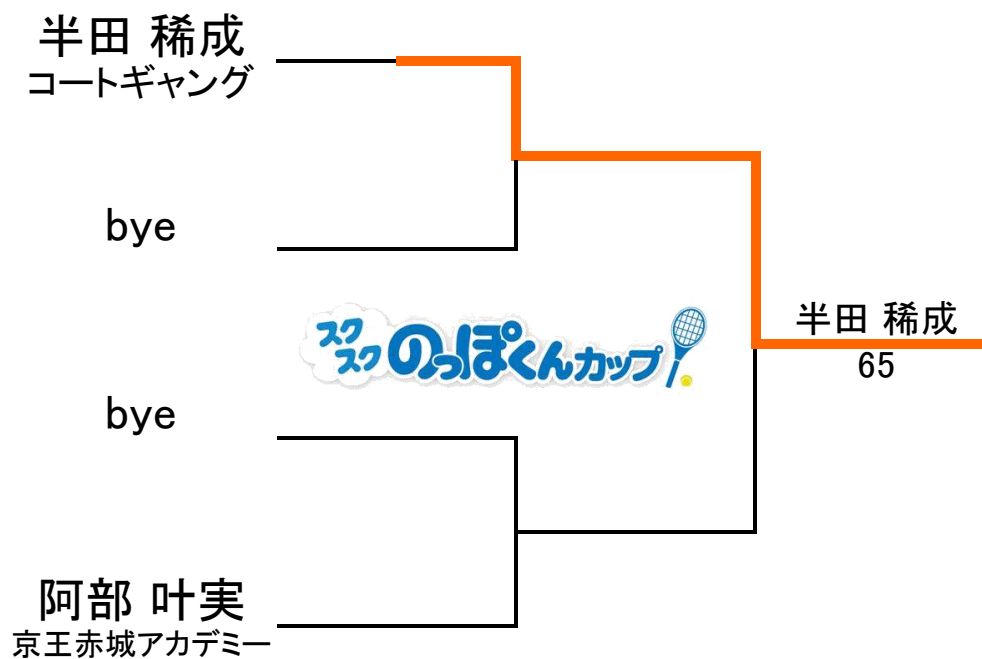 半田 稀成
コートギャング
bye
スク
スク
のっぽくんカップ
半田 稀成
65
bye
阿部 叶実
京王赤城アカデミー